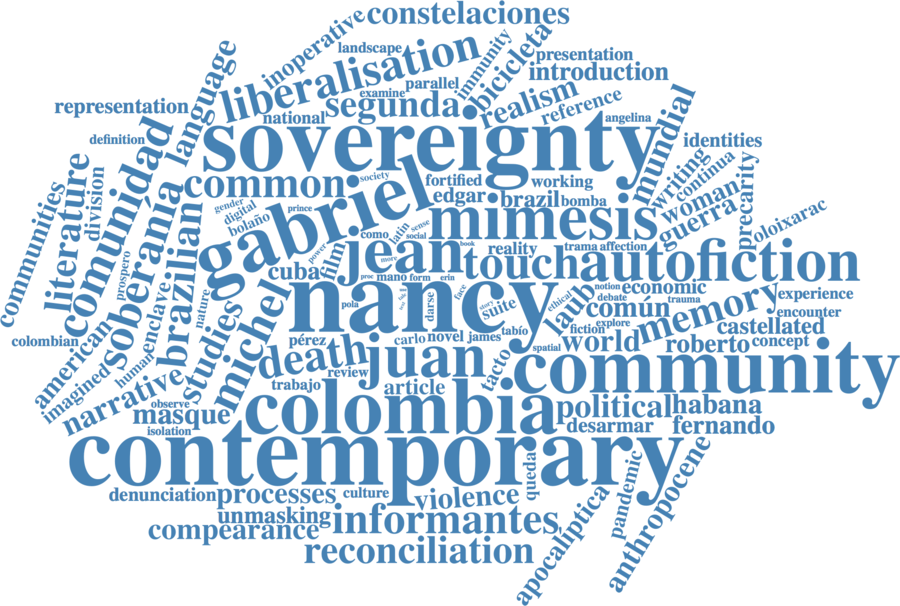 constelaciones
inoperative
landscape
immunity
bicicleta
presentation
liberalisation
parallel
introduction
examine
representation
language
segunda
realism
reference
national
angelina
mundial
definition
sovereignty
identities
comunidad
writing
continua
literature
division
common
society
fortified
working
woman
precarity
communities
soberanía
gabriel
edgar
brazil
bomba
guerra
poloixarac
gender
digital
bolaño
prince
mimesis
brazilian
como
latin
sense
social
jean
book
reality
trama
affection
film
power
more
touch
autofiction
prospero
cuba
proc
mano
form
erin
face
nancy
suite
story
ethical
laub
notion
economic
debate
trauma
común
memory
experience
enclave
nature
studies
michel
pola
darse
encounter
castellated
tabío
fiction
explore
colombian
american
human
pérez
carlo
novel
james
spatial
world
roberto
concept
death
juan
review
tacto
community
imagined
narrative
observe
masque
isolation
trabajo
article
colombia
political
habana
desarmar
fernando
contemporary
queda
pandemic
anthropocene
denunciation
processes
culture
violence
apocalíptica
unmasking
informantes
compearance
reconciliation